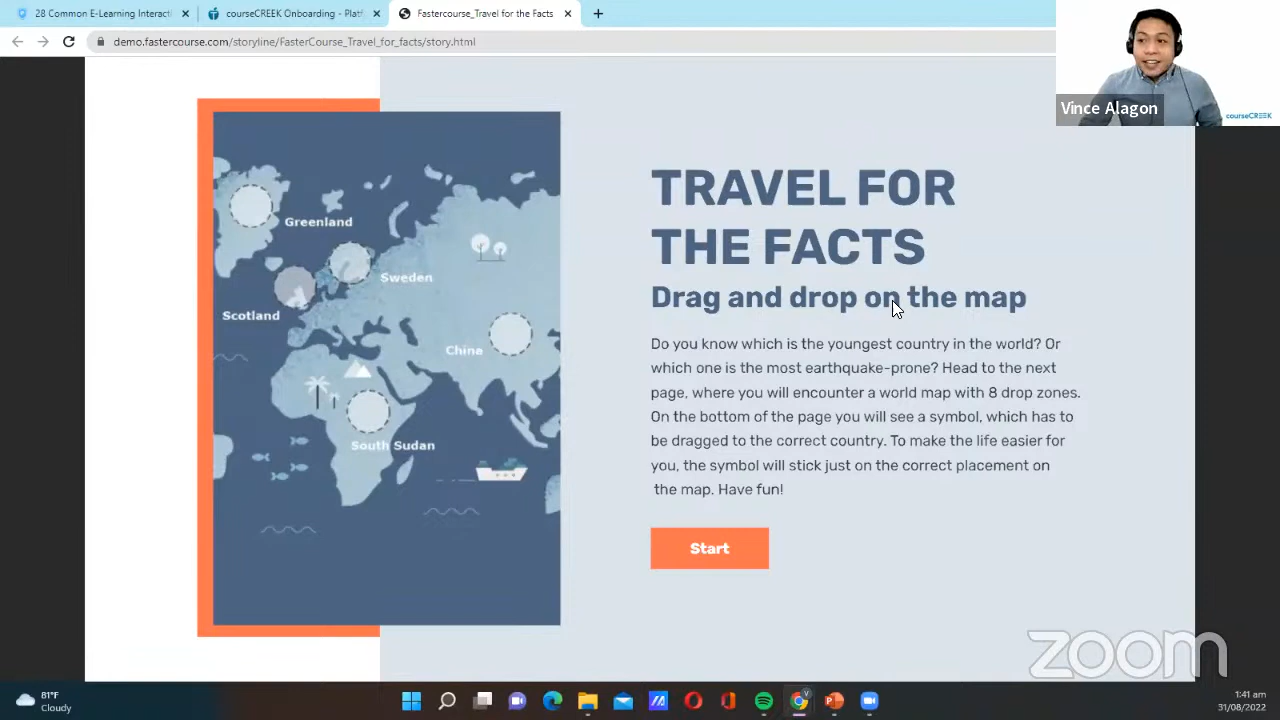 28 Common E-Learning Interacti
courseCREEK Onboarding - Platf
Fastercourse_Travel for the Facts
demo.fastercourse.com/storyline/FasterCourse_Travel_for_facts/story.html
Vince Alagon
courseCREEK
Greenland
Sweden
Scotland
China
South Sudan
TRAVEL FOR
THE FACTS
Drag and drop on the map
Do you know which is the youngest country in the world? Or
which one is the most earthquake-prone? Head to the next
page, where you will encounter a world map with 8 drop zones.
On the bottom of the page you will see a symbol, which has to
be dragged to the correct country. To make the life easier for
you, the symbol will stick just on the correct placement on
the map. Have fun!
Start
zoom
81°F
Cloudy
1:41 am
31/08/2022